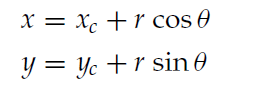 x = x_c + r cos θ
y = y_c + r sin θ